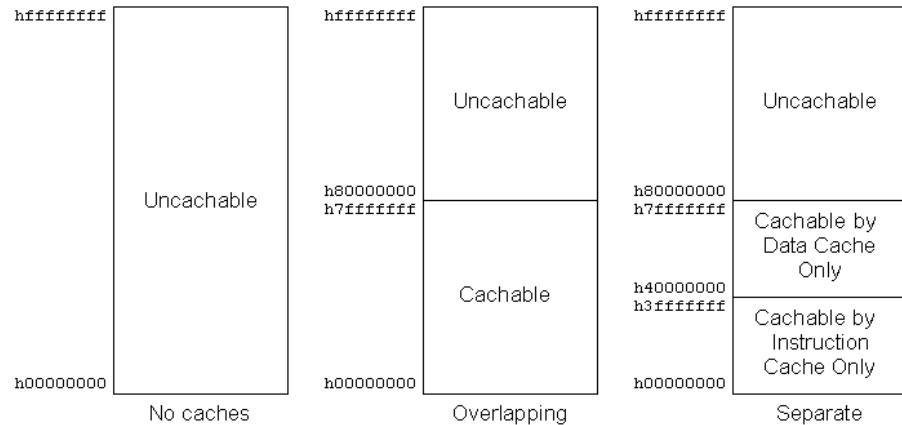 hffffffff
Uncachable
h00000000
No caches
hffffffff
Uncachable
h80000000
h7fffffff
Cachable
h00000000
Overlapping
hffffffff
Uncachable
h80000000
h7fffffff
Cachable by
Data Cache
Only
h40000000
h3fffffff
Cachable by
Instruction
Cache Only
h00000000
Separate